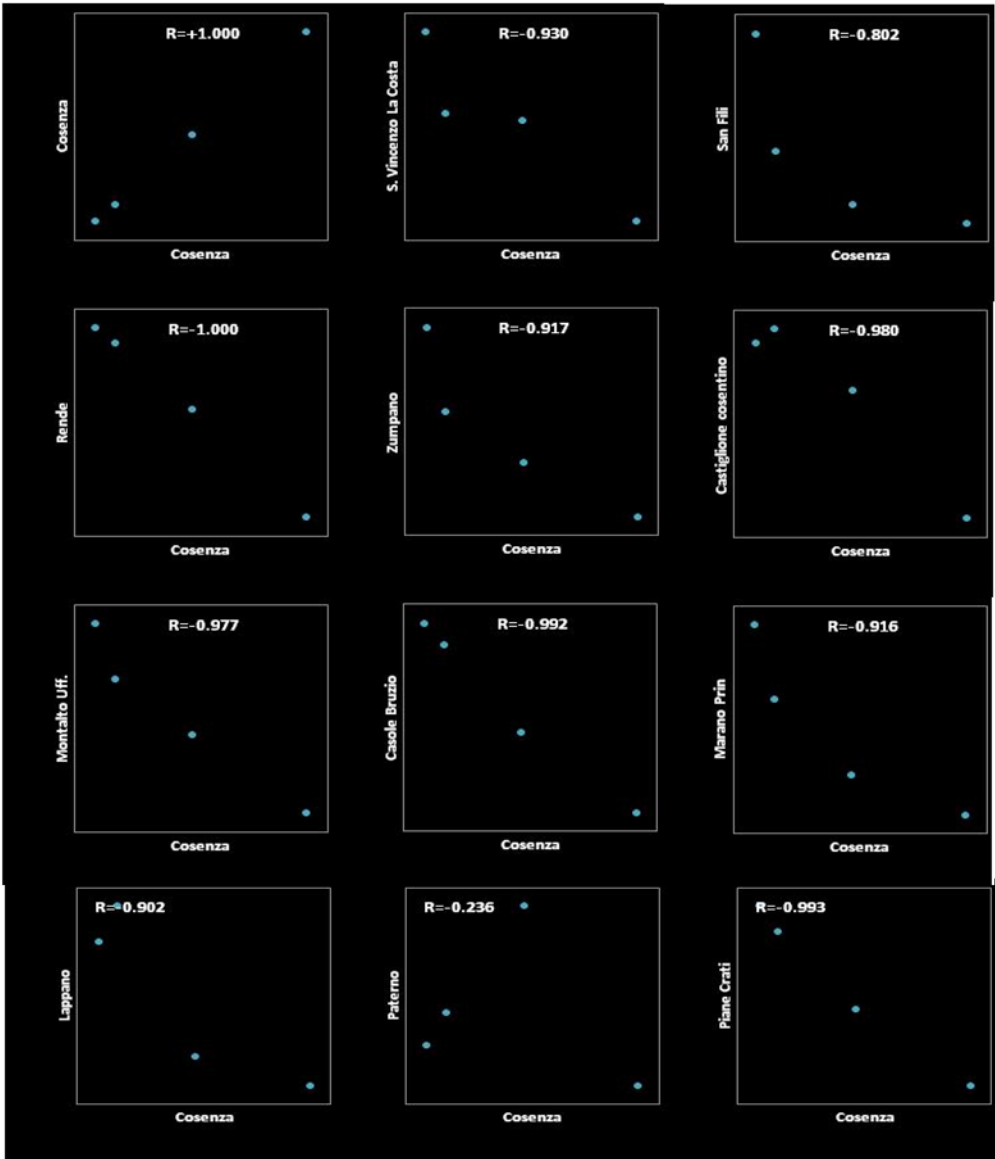 R=+1.000
Cosenza
Cosenza
R=-0.930
S. Vincenzo La Costa
Cosenza
R=-0.802
San Fili
Cosenza
R=-1.000
Rende
Cosenza
R=-0.917
Zumpano
Cosenza
R=-0.980
Castiglione cosentino
Cosenza
R=-0.977
Montalto Uff.
Cosenza
R=-0.992
Casole Bruzio
Cosenza
R=-0.916
Marano Prin
Cosenza
R=-0.902
Lappano
Cosenza
R=-0.236
Paterno
Cosenza
R=-0.993
Piane Crati
Cosenza